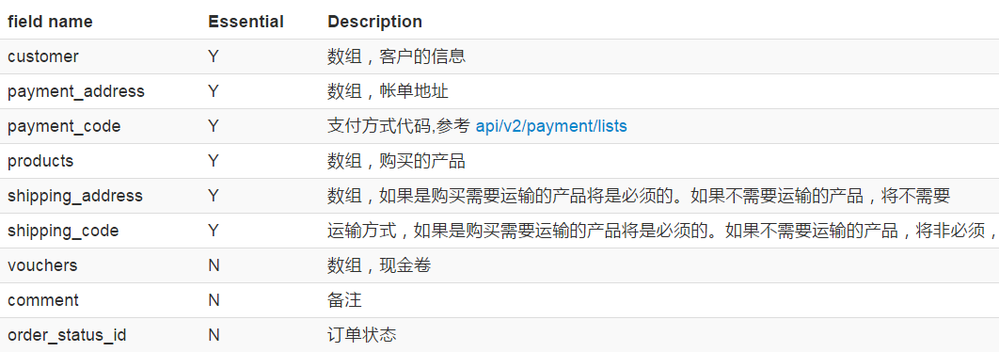 field name Essential Description
customer Y 数组，客户的信息
payment_address Y 数组，帐单地址
payment_code Y 支付方式代码,参考 api/v2/payment/lists
products Y 数组，购买的产品
shipping_address Y 数组，如果是购买需要运输的产品将是必须的。如果不需要运输的产品，将不需要
shipping_code Y 运输方式，如果是购买需要运输的产品将是必须的。如果不需要运输的产品，将非必须，
vouchers N 数组，现金卷
comment N 备注
order_status_id N 订单状态